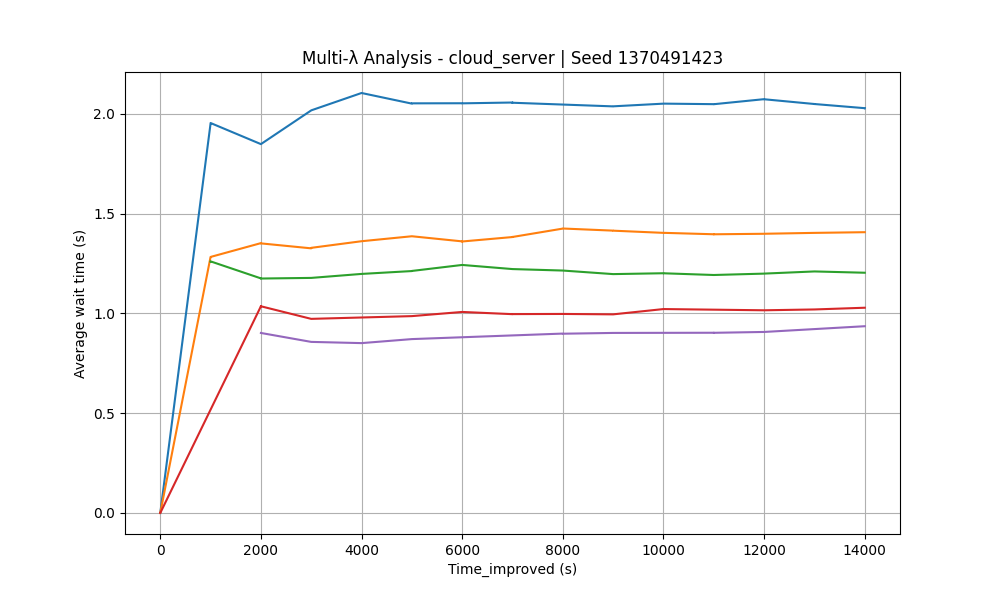 Multi-λ Analysis - cloud_server | Seed 1370491423
Average wait time (s)
2.0
1.5
1.0
0.5
0.0
0 2000 4000 6000 8000 10000 12000 14000
Time_improved (s)